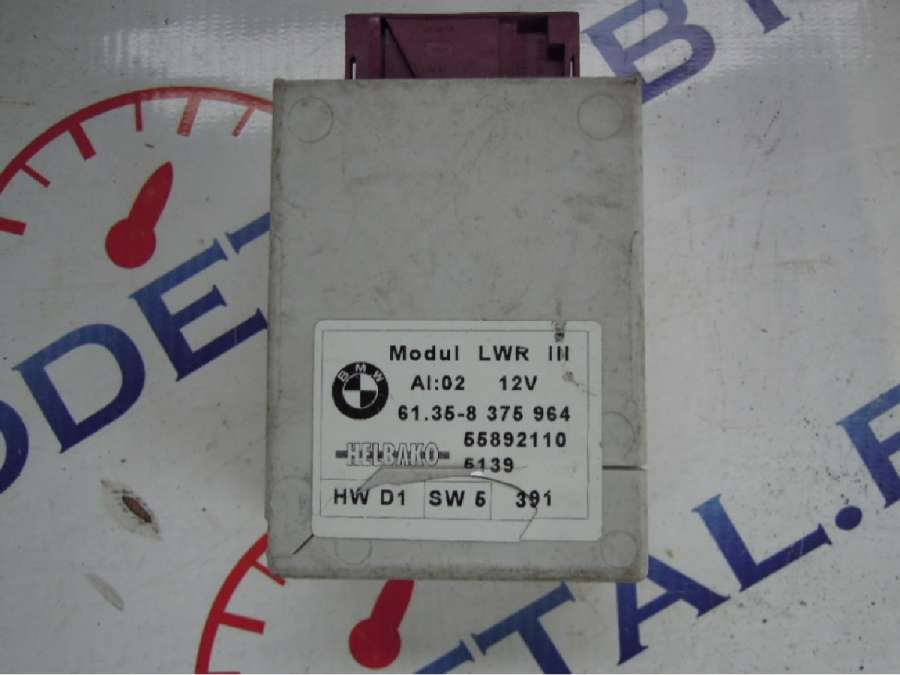 Modul LWR III
BMW
AI:02 12V
61.35-8 375 964
55892110
HELBAKO
5139
HW D1 SW 5 391